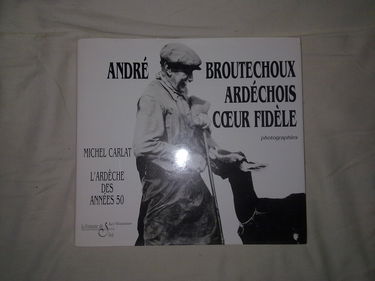 ANDRÉ BROUTECHOUX
ARDÉCHOIS
CŒUR FIDÈLE
photographies
MICHEL CARLAT
L'ARDÈCHE
DES
ANNÉES 50